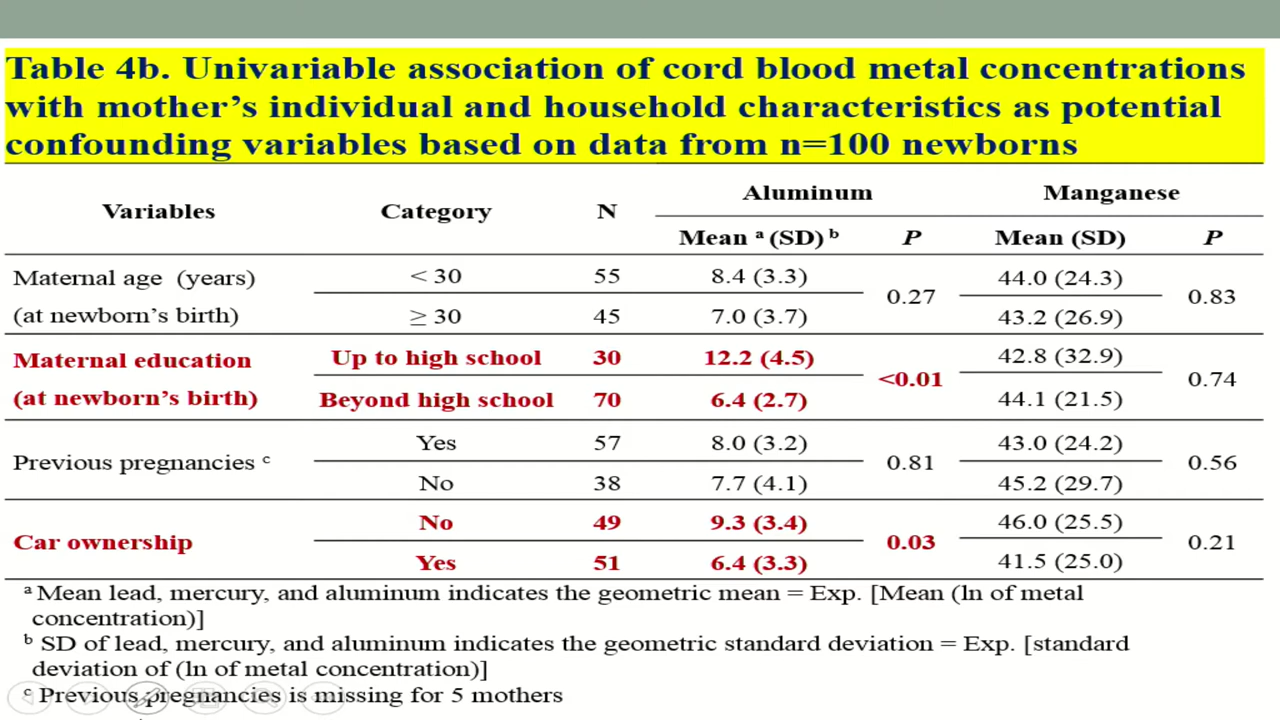 Table 4b. Univariable association of cord blood metal concentrations
with mother's individual and household characteristics as potential
confounding variables based on data from n=100 newborns
Variables Category N Aluminum Manganese
Mean ᵃ (SD) ᵇ P Mean (SD) P
Maternal age (years) < 30 55 8.4 (3.3) 0.27 44.0 (24.3) 0.83
(at newborn's birth) ≥ 30 45 7.0 (3.7) 43.2 (26.9)
Maternal education Up to high school 30 12.2 (4.5) <0.01 42.8 (32.9) 0.74
(at newborn's birth) Beyond high school 70 6.4 (2.7) 44.1 (21.5)
Previous pregnancies ᶜ Yes 57 8.0 (3.2) 0.81 43.0 (24.2) 0.56
No 38 7.7 (4.1) 45.2 (29.7)
Car ownership No 49 9.3 (3.4) 0.03 46.0 (25.5) 0.21
Yes 51 6.4 (3.3) 41.5 (25.0)
ᵃ Mean lead, mercury, and aluminum indicates the geometric mean = Exp. [Mean (ln of metal
concentration)]
ᵇ SD of lead, mercury, and aluminum indicates the geometric standard deviation = Exp. [standard
deviation of (ln of metal concentration)]
ᶜ Previous pregnancies is missing for 5 mothers